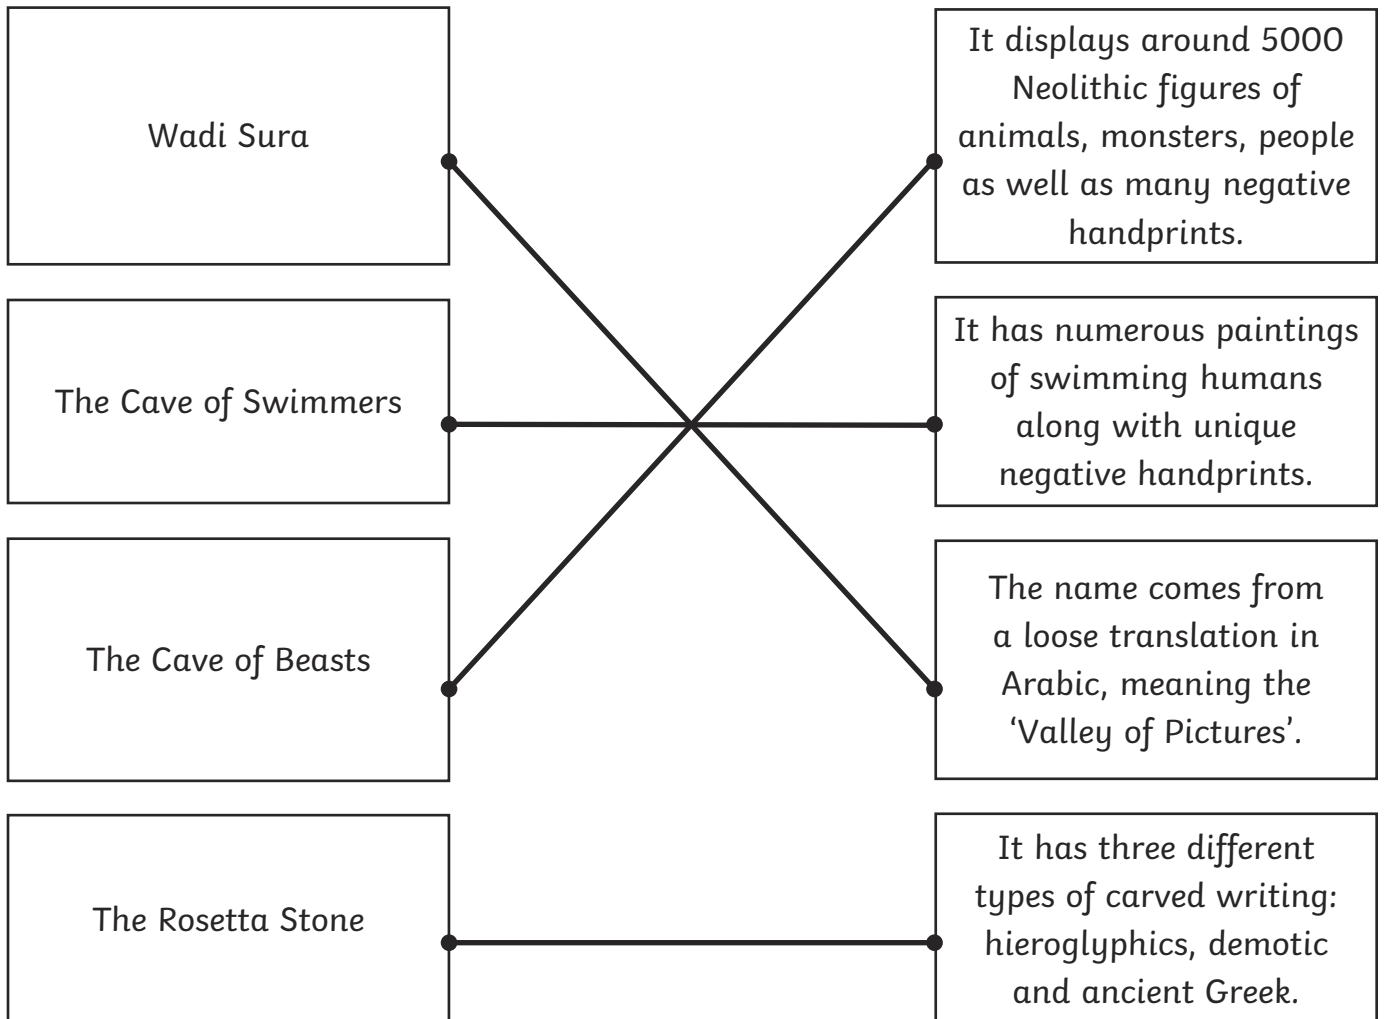 Wadi Sura
It displays around 5000
Neolithic figures of
animals, monsters, people
as well as many negative
handprints.
The Cave of Swimmers
It has numerous paintings
of swimming humans
along with unique
negative handprints.
The Cave of Beasts
The name comes from
a loose translation in
Arabic, meaning the
‘Valley of Pictures’.
The Rosetta Stone
It has three different
types of carved writing:
hieroglyphics, demotic
and ancient Greek.